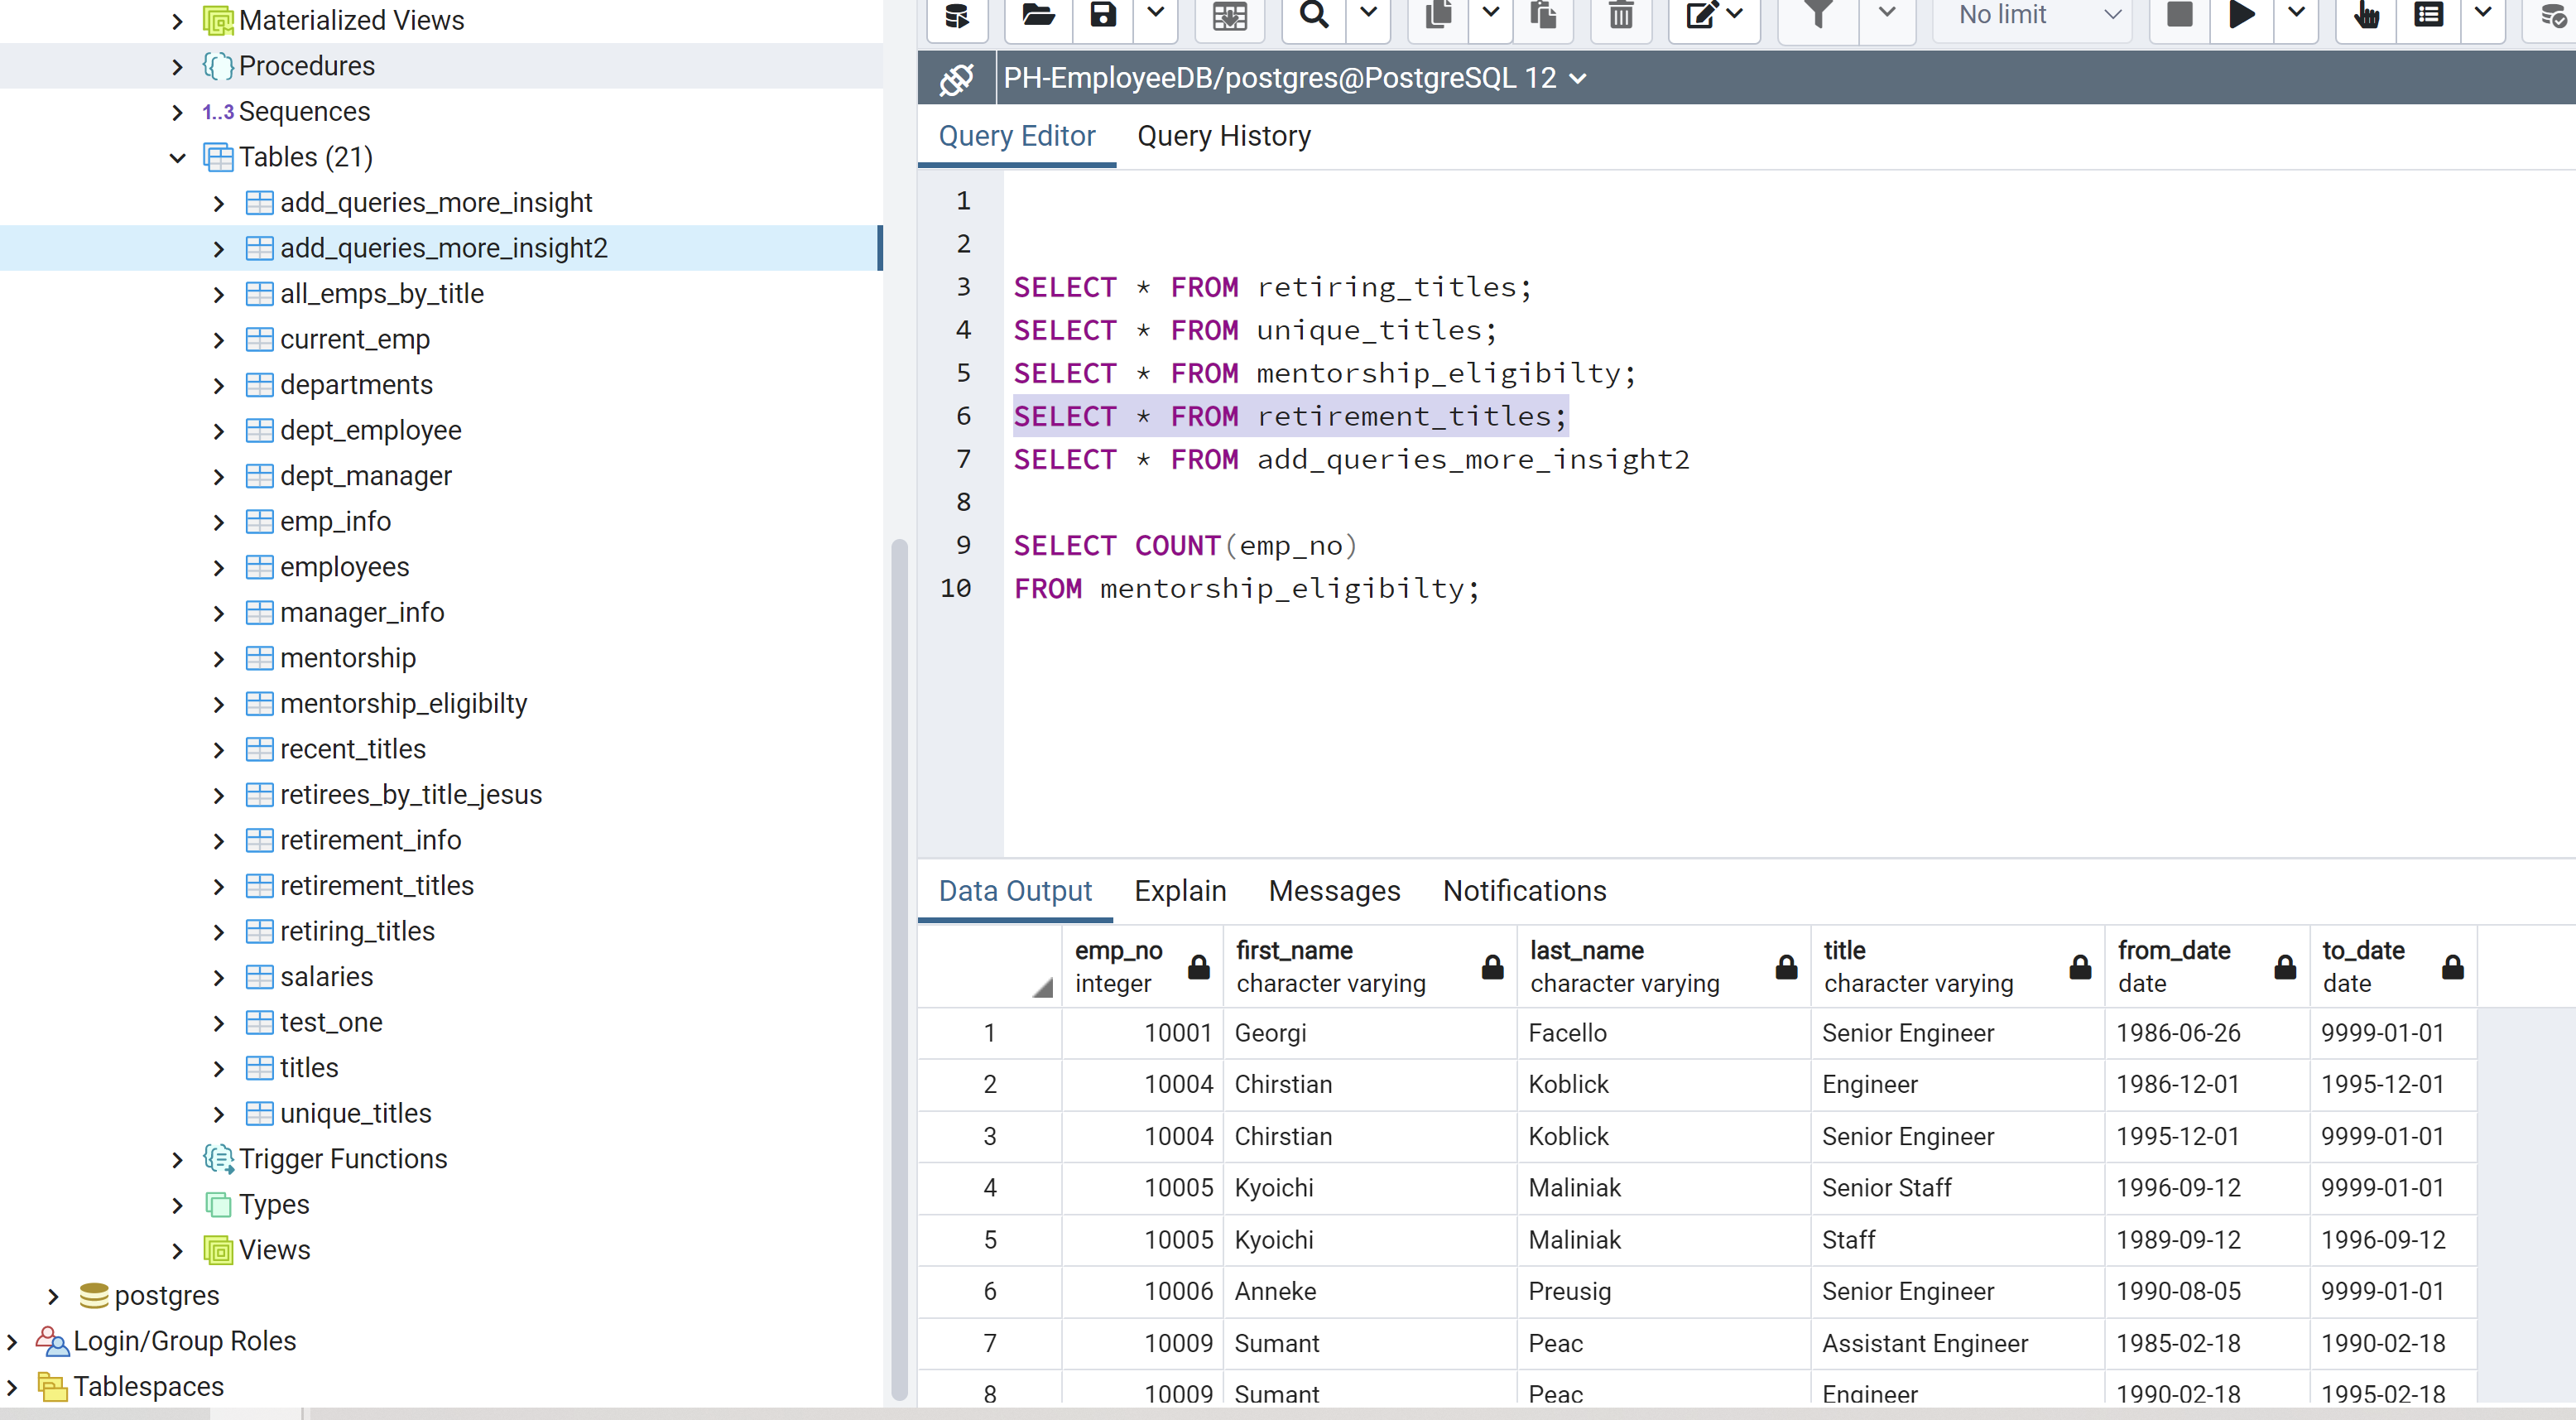 Materialized Views
Procedures
1..3 Sequences
Tables (21)
add_queries_more_insight
add_queries_more_insight2
all_emps_by_title
current_emp
departments
dept_employee
dept_manager
emp_info
employees
manager_info
mentorship
mentorship_eligibilty
recent_titles
retirees_by_title_jesus
retirement_info
retirement_titles
retiring_titles
salaries
test_one
titles
unique_titles
Trigger Functions
Types
Views
postgres
Login/Group Roles
Tablespaces
No limit
PH-EmployeeDB/postgres@PostgreSQL 12
Query Editor Query History
1
2
3 SELECT * FROM retiring_titles;
4 SELECT * FROM unique_titles;
5 SELECT * FROM mentorship_eligibilty;
6 SELECT * FROM retirement_titles;
7 SELECT * FROM add_queries_more_insight2
8
9 SELECT COUNT(emp_no)
10 FROM mentorship_eligibilty;
Data Output Explain Messages Notifications
emp_no first_name last_name title from_date to_date
integer character varying character varying character varying date date
1 10001 Georgi Facello Senior Engineer 1986-06-26 9999-01-01
2 10004 Chirstian Koblick Engineer 1986-12-01 1995-12-01
3 10004 Chirstian Koblick Senior Engineer 1995-12-01 9999-01-01
4 10005 Kyoichi Maliniak Senior Staff 1996-09-12 9999-01-01
5 10005 Kyoichi Maliniak Staff 1989-09-12 1996-09-12
6 10006 Anneke Preusig Senior Engineer 1990-08-05 9999-01-01
7 10009 Sumant Peac Assistant Engineer 1985-02-18 1990-02-18
8 10009 Sumant Peac Engineer 1990-02-18 1995-02-18